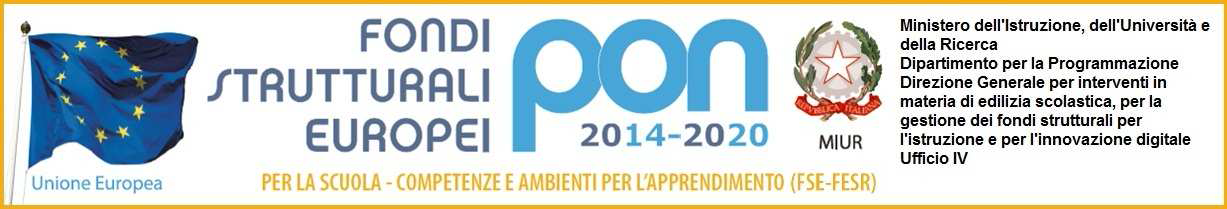 Unione Europea
FONDI
STRUTTURALI
EUROPEI
pon
2014-2020
REPVBBLICA ITALIANA
MIUR
PER LA SCUOLA - COMPETENZE E AMBIENTI PER L'APPRENDIMENTO (FSE-FESR)
Ministero dell'Istruzione, dell'Università e
della Ricerca
Dipartimento per la Programmazione
Direzione Generale per interventi in
materia di edilizia scolastica, per la
gestione dei fondi strutturali per
l'istruzione e per l'innovazione digitale
Ufficio IV